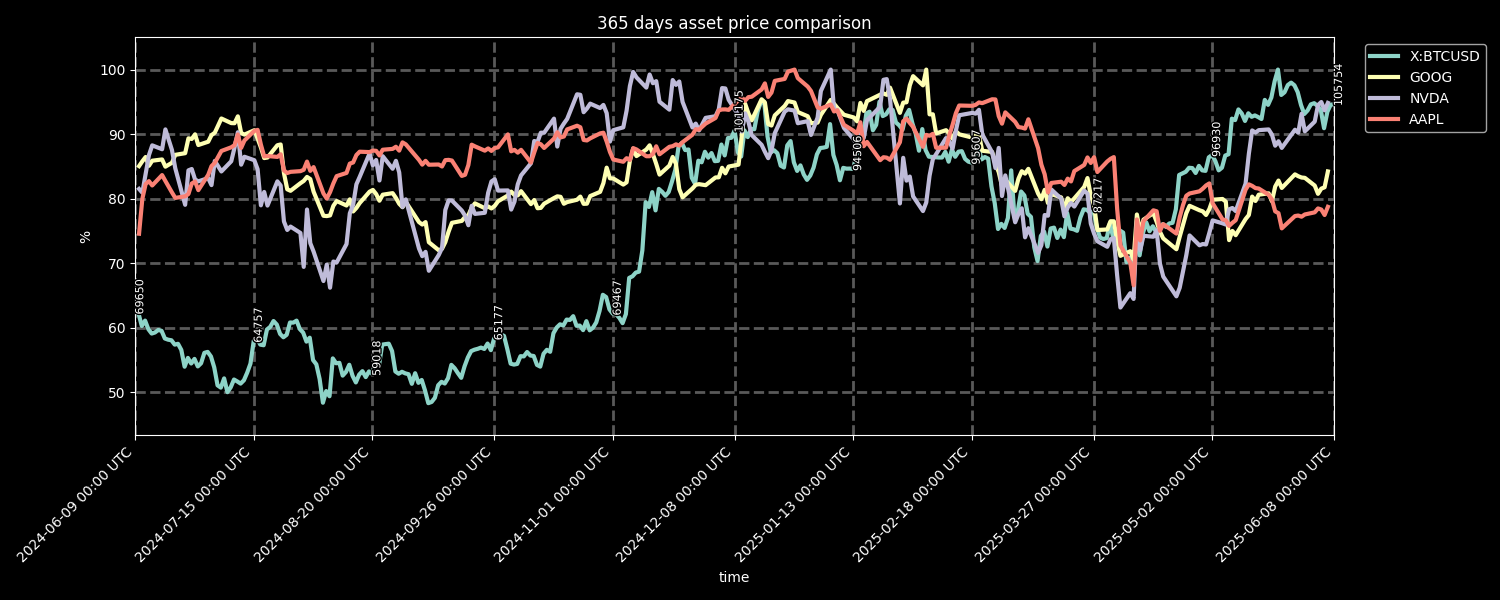 365 days asset price comparison
X:BTCUSD
GOOG
NVDA
AAPL
%
100
90
80
70
60
50
69650
64757
59018
65177
69467
101175
94506
95607
87217
96930
105754
2024-06-09 00:00 UTC
2024-07-15 00:00 UTC
2024-08-20 00:00 UTC
2024-09-26 00:00 UTC
2024-11-01 00:00 UTC
2024-12-08 00:00 UTC
2025-01-13 00:00 UTC
2025-02-18 00:00 UTC
2025-03-27 00:00 UTC
2025-05-02 00:00 UTC
2025-06-08 00:00 UTC
time